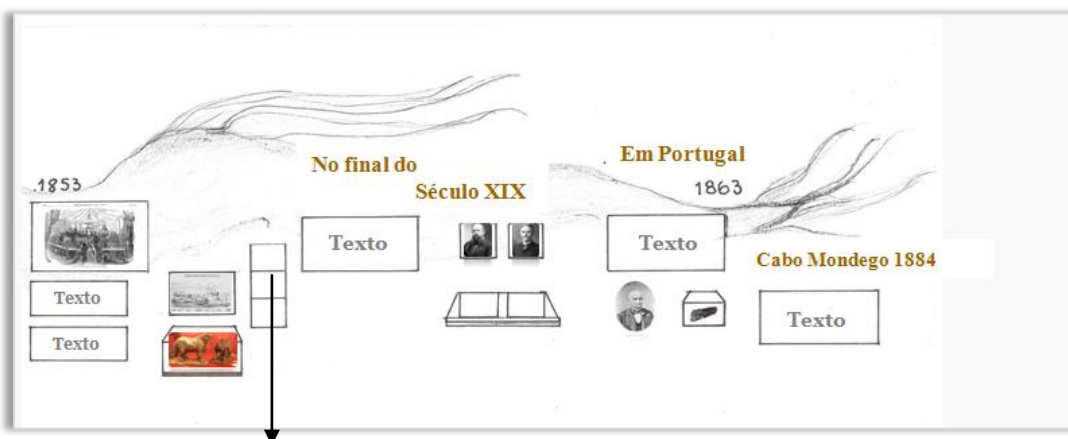 .1853
No final do
Século XIX
Em Portugal
1863
Texto
Texto
Cabo Mondego 1884
Texto
Texto
Texto